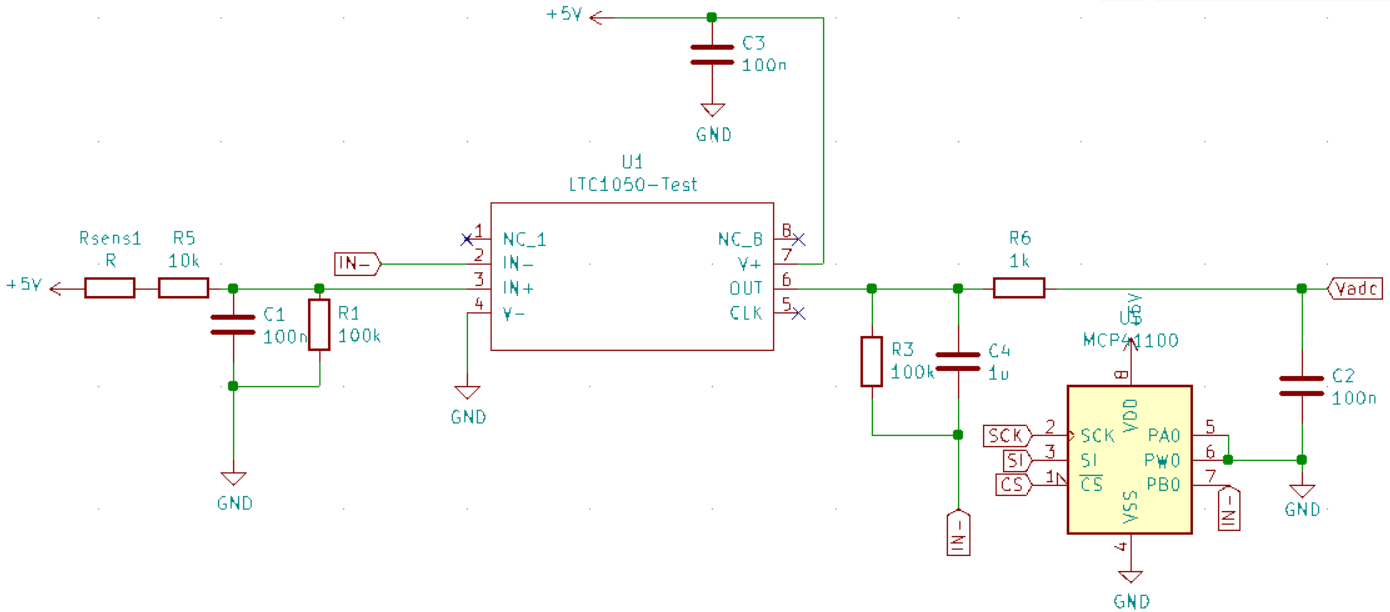 +5V
C3
100n
GND
U1
LTC1050-Test
1
NC_1
NC_8
8
IN-
2
IN-
V+
7
3
IN+
OUT
6
4
V-
CLK
5
Rsens1
R
R5
10k
+5V
C1
100n
R1
100k
GND
GND
R6
1k
Vadc
R3
100k
C4
1u
IN-
+5V
MCP41100
8
VDD
SCK
2
SCK
PA0
5
SI
3
SI
PW0
6
CS
1
CS
PB0
7
VSS
4
GND
IN-
C2
100n
GND